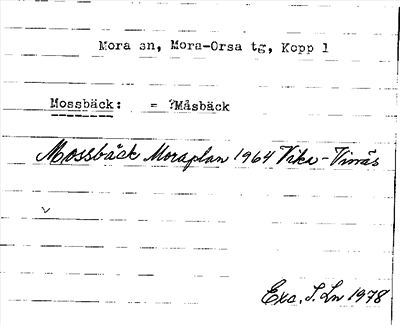 Mora sn, Mora-Orsa tg, Kopp 1
Mossbäck: = ?Måsbäck
Mossbäck Moraplan 1964 Vika-Vinäs
Exc. S. Ln 1978